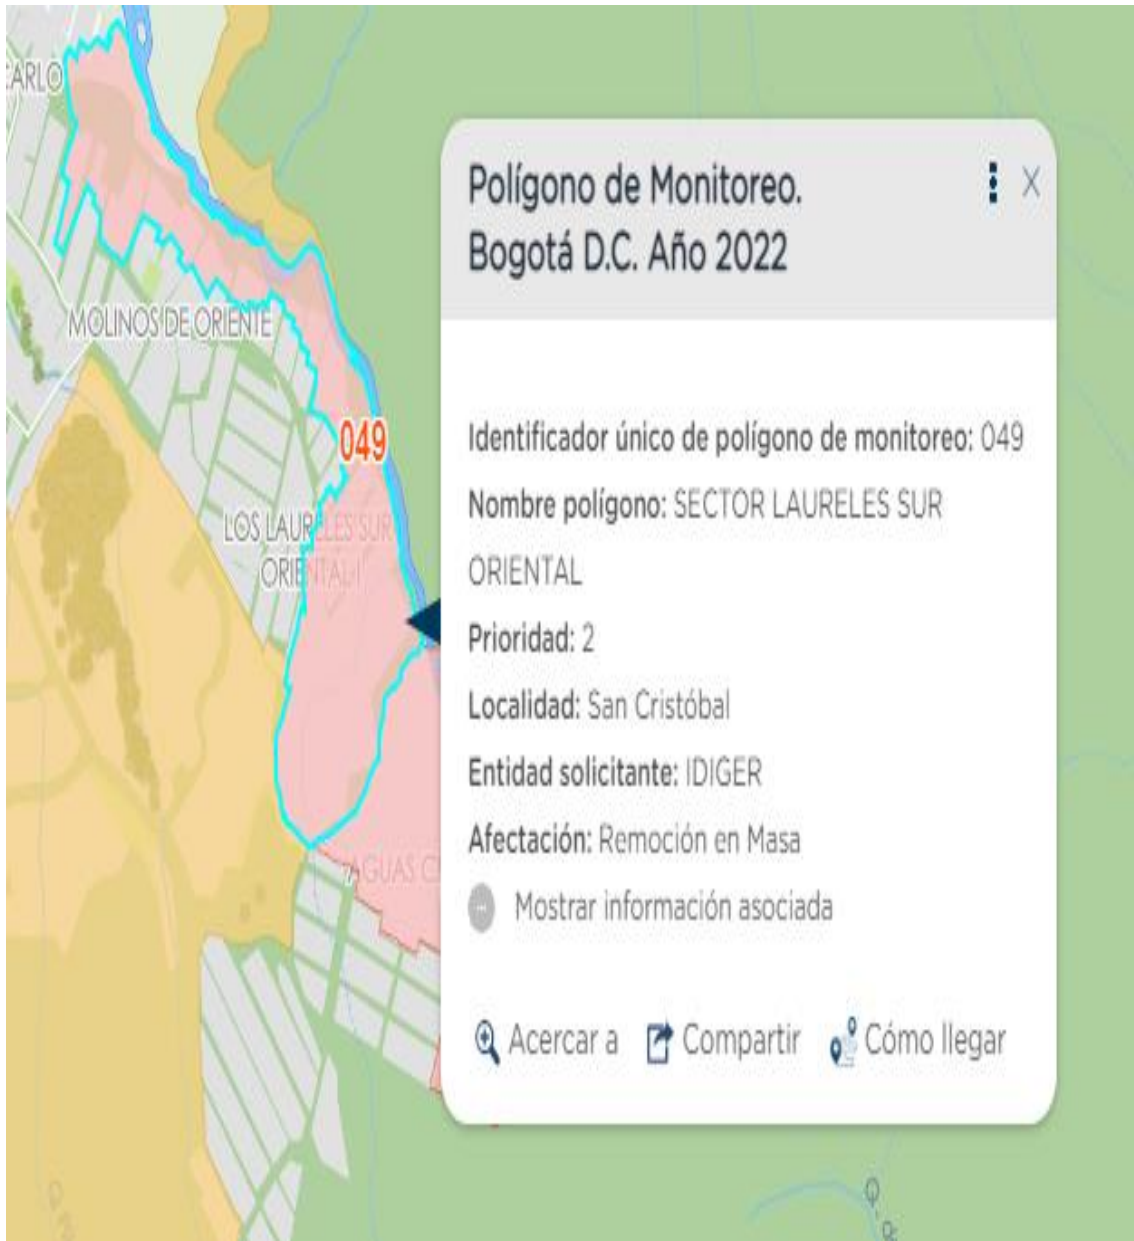 CARLO
MOLINOS DE ORIENTE
049
LOS LAURELES SUR
ORIENTAL I
AGUAS C
Polígono de Monitoreo.
Bogotá D.C. Año 2022
Identificador único de polígono de monitoreo: 049
Nombre polígono: SECTOR LAURELES SUR
ORIENTAL
Prioridad: 2
Localidad: San Cristóbal
Entidad solicitante: IDIGER
Afectación: Remoción en Masa
Mostrar información asociada
Acercar a Compartir Cómo llegar